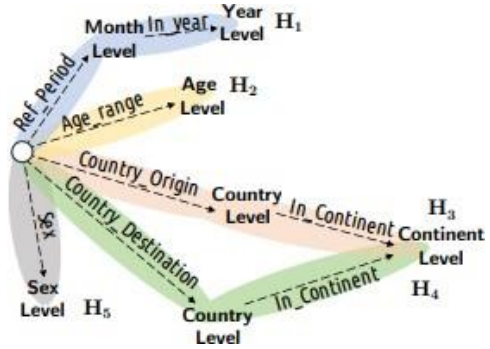 Year
Month In_year Level H1
Level
Ref_Period
Age H2
Level
Age_range
Country_Origin
Country In_Continent H3
Level Continent
Level
Country_Destination
In_Continent H4
Country
Level
Sex
Sex
Level H5